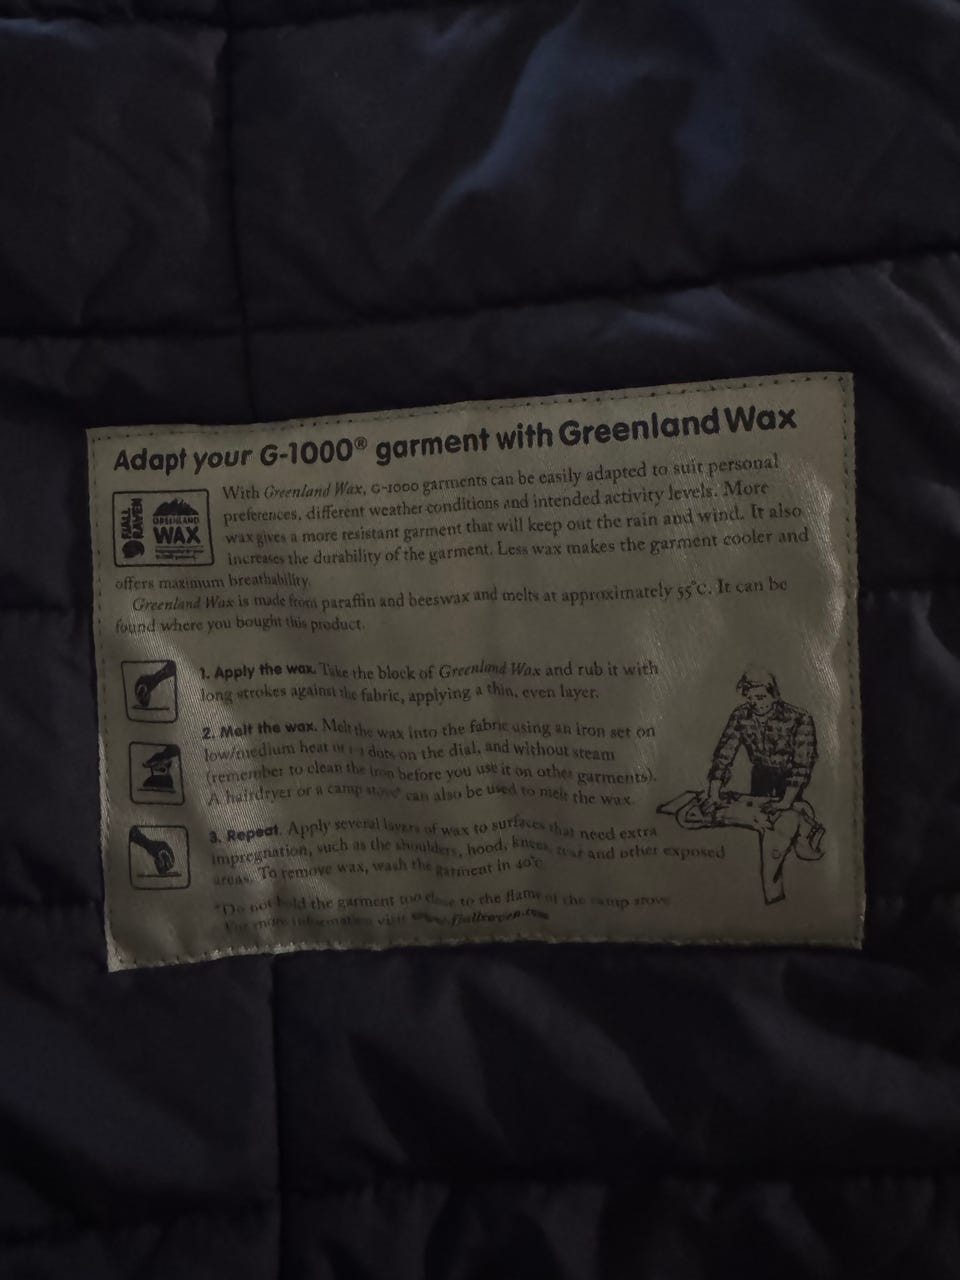 Adapt your G-1000® garment with Greenland Wax
FJÄLL
RÄVEN
GREENLAND
WAX
With Greenland Wax, G-1000 garments can be easily adapted to suit personal
preferences, different weather conditions and intended activity levels. More
wax gives a more resistant garment that will keep out the rain and wind. It also
increases the durability of the garment. Less wax makes the garment cooler and
offers maximum breathability.
Greenland Wax is made from paraffin and beeswax and melts at approximately 55°C. It can be
found where you bought this product.
1. Apply the wax. Take the block of Greenland Wax and rub it with
long strokes against the fabric, applying a thin, even layer.
2. Melt the wax. Melt the wax into the fabric using an iron set on
low/medium heat or 1-2 dots on the dial, and without steam
(remember to clean the iron before you use it on other garments).
A hairdryer or a camp stove* can also be used to melt the wax.
3. Repeat. Apply several layers of wax to surfaces that need extra
impregnation, such as the shoulders, hood, knees, rear and other exposed
areas. To remove wax, wash the garment in 40°C.
*Do not hold the garment too close to the flame of the camp stove
For more information visit www.fjallraven.com